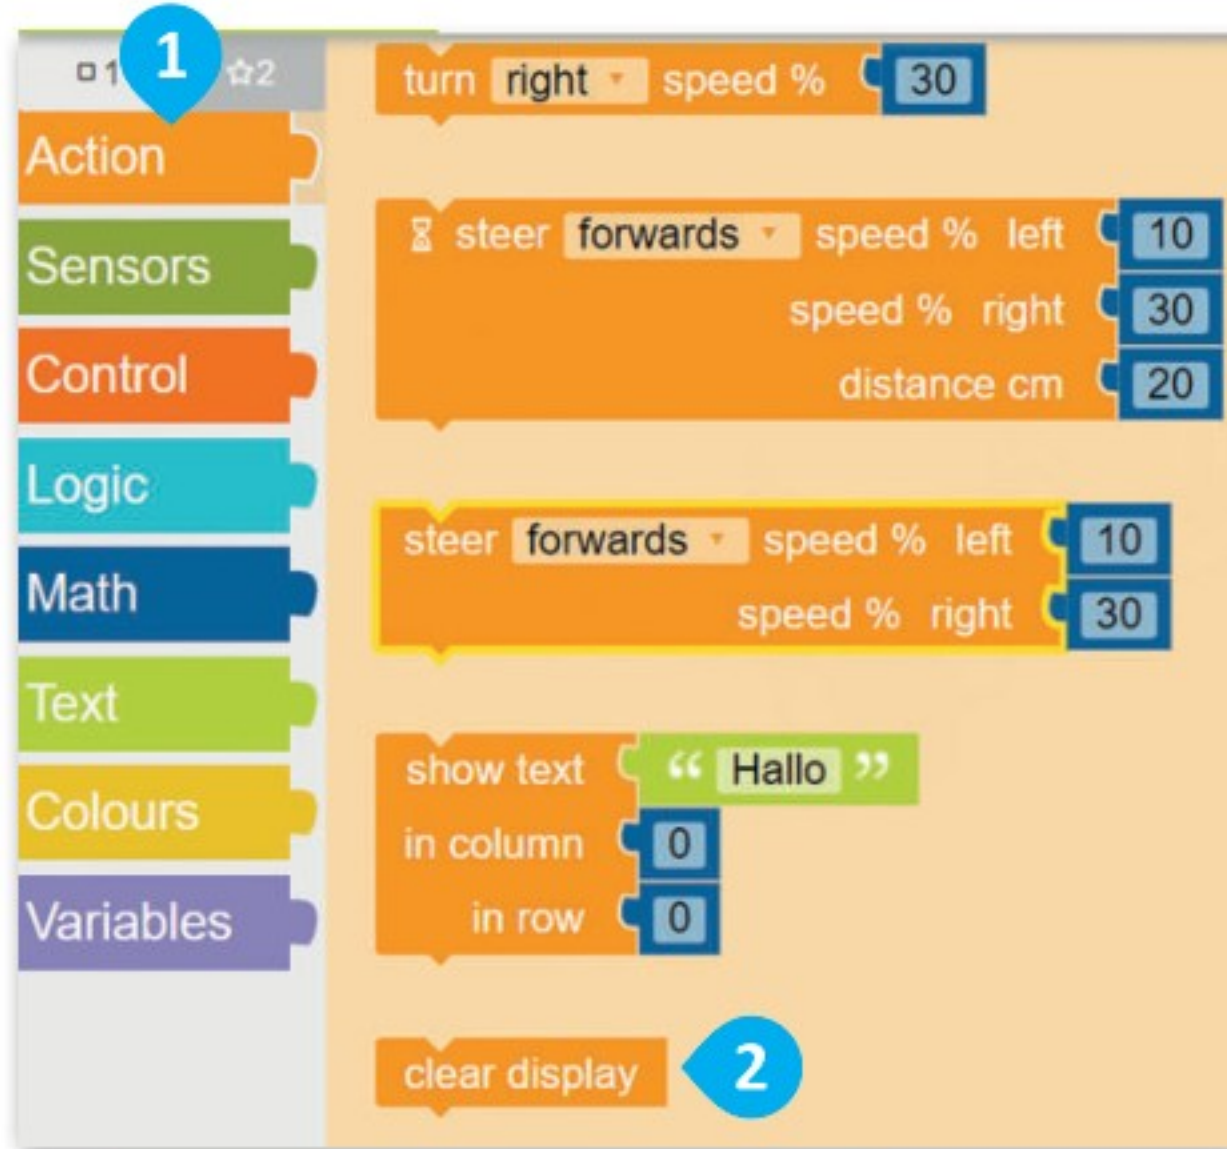 1
1 ☆2
Action
Sensors
Control
Logic
Math
Text
Colours
Variables
turn right speed % 30
steer forwards speed % left 10
speed % right 30
distance cm 20
steer forwards speed % left 10
speed % right 30
show text “ Hallo ”
in column 0
in row 0
clear display 2